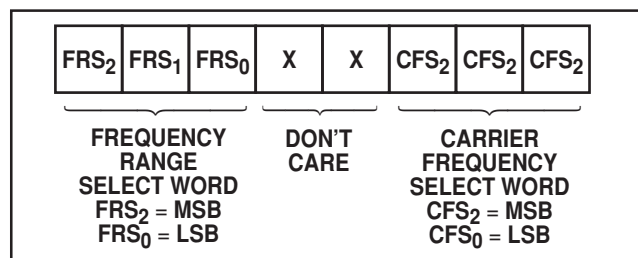 FRS2 FRS1 FRS0 X X CFS2 CFS2 CFS2
FREQUENCY
RANGE
SELECT WORD
FRS2 = MSB
FRS0 = LSB
DON'T
CARE
CARRIER
FREQUENCY
SELECT WORD
CFS2 = MSB
CFS0 = LSB